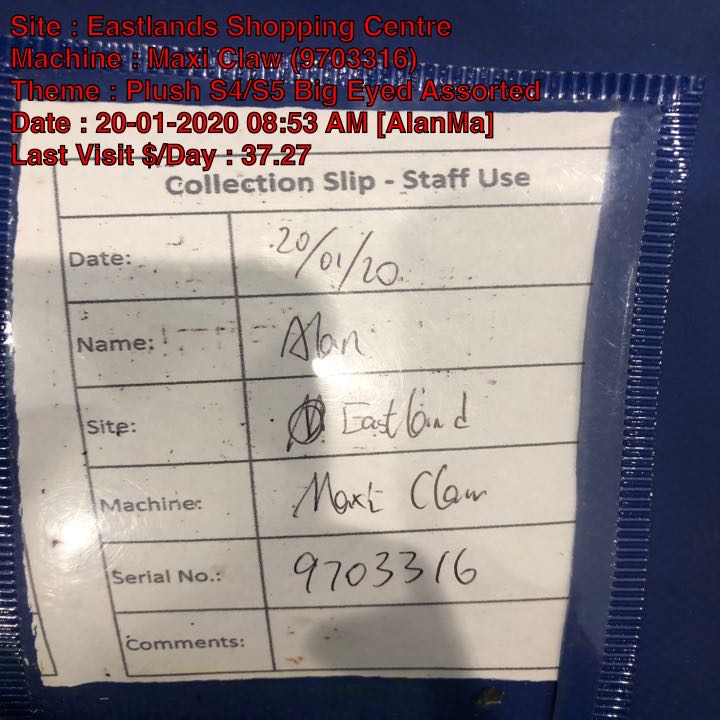 Site : Eastlands Shopping Centre
Machine : Maxi Claw (9703316)
Theme : Plush S4/S5 Big Eyed Assorted
Date : 20-01-2020 08:53 AM [AlanMa]
Last Visit $/Day : 37.27
Collection Slip - Staff Use
Date: 20/01/20
Name: Alan
Site: Eastland
Machine: Maxi Claw
Serial No.: 9703316
Comments: